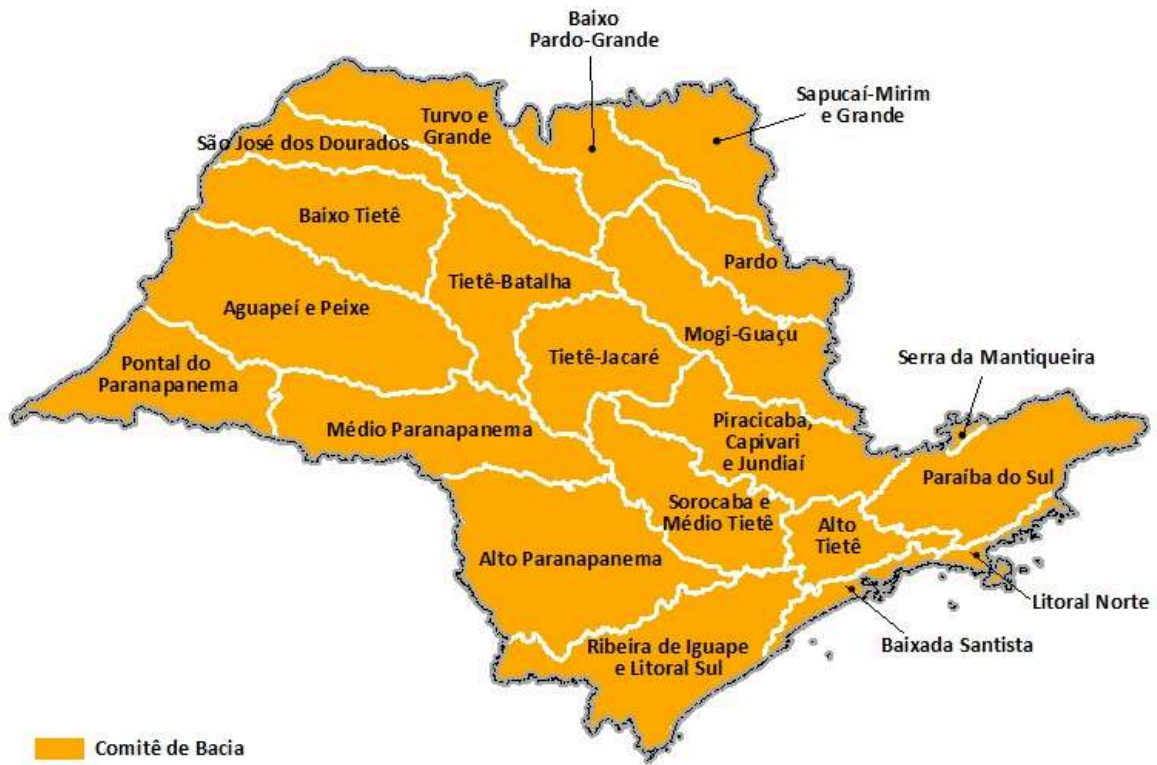 Baixo
Pardo-Grande
Sapucaí-Mirim
e Grande
Turvo e
Grande
São José dos Dourados
Baixo Tietê
Pardo
Tietê-Batalha
Aguapeí e Peixe
Mogi-Guaçu
Tietê-Jacaré
Serra da Mantiqueira
Pontal do
Paranapanema
Médio Paranapanema
Piracicaba,
Capivari
e Jundiaí
Paraíba do Sul
Sorocaba e
Médio Tietê
Alto
Tietê
Alto Paranapanema
Litoral Norte
Baixada Santista
Ribeira de Iguape
e Litoral Sul
Comitê de Bacia